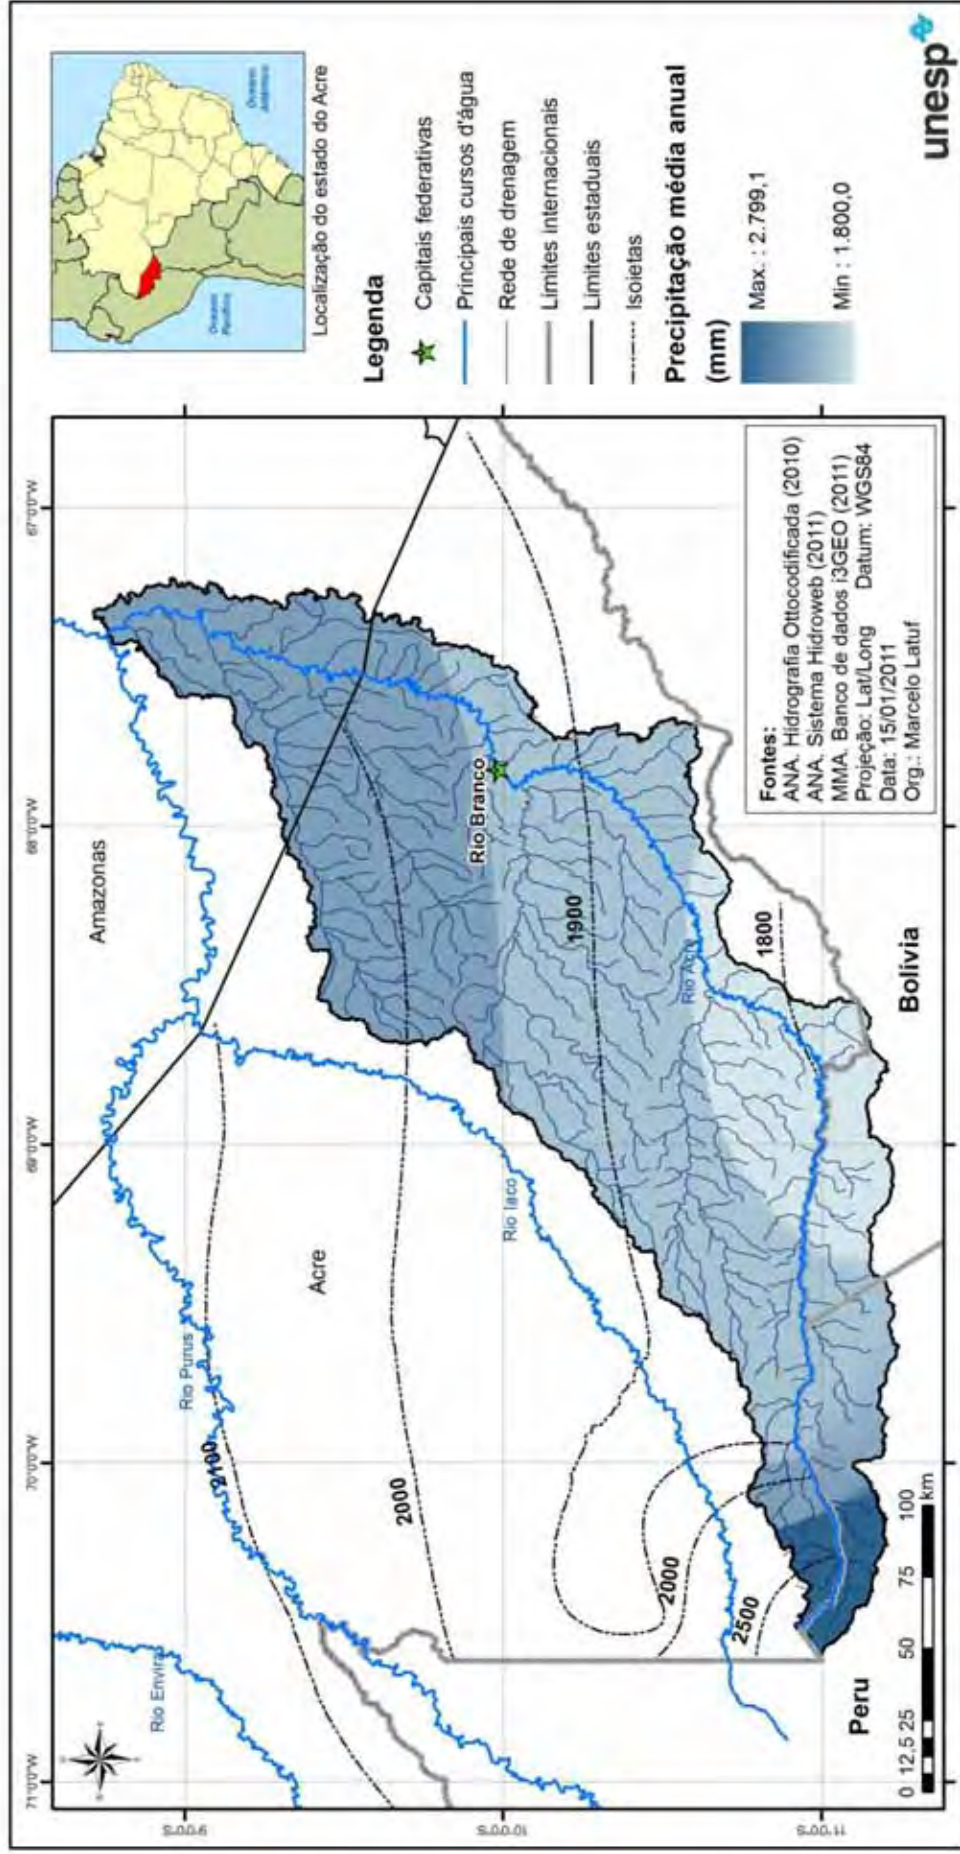 71°0'0"W
70°0'0"W
69°0'0"W
68°0'0"W
67°0'0"W
9°0'0"S
10°0'0"S
11°0'0"S
Rio Envira
Rio Purus
Amazonas
Acre
Rio Iaco
Rio Branco
Rio Acre
2100
2000
1900
2000
2500
1800
Peru
Bolivia
0 12,5 25 50 75 100
km
Fontes:
ANA. Hidrografia Ottocodificada (2010)
ANA. Sistema Hidroweb (2011)
MMA. Banco de dados i3GEO (2011)
Projeção: Lat/Long Datum: WGS84
Data: 15/01/2011
Org.: Marcelo Latuf
Oceano
Pacífico
Oceano
Atlântico
Localização do estado do Acre
Legenda
Capitais federativas
Principais cursos d'água
Rede de drenagem
Limites internacionais
Limites estaduais
Isoietas
Precipitação média anual
(mm)
Max. : 2.799,1
Min : 1.800,0
unesp